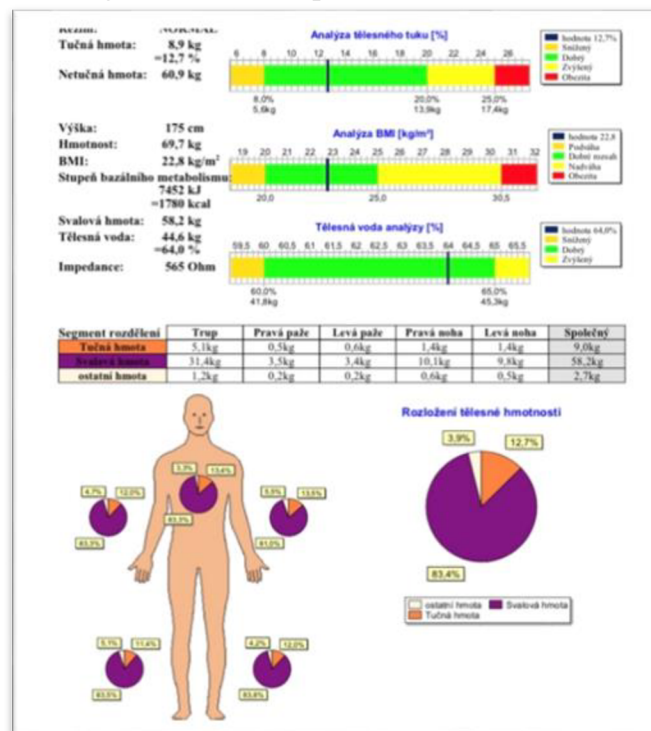 Režim: NORMAL
Tučná hmota: 8,9 kg
=12,7 %
Netučná hmota: 60,9 kg
Analýza tělesného tuku [%]
6 8 10 12 14 16 18 20 22 24 26
8,0% 20,0% 25,0%
5,6kg 13,9kg 17,4kg
hodnota 12,7%
Snížený
Dobrý
Zvýšený
Obezita
Výška: 175 cm
Hmotnost: 69,7 kg
BMI: 22,8 kg/m²
Stupeň bazálního metabolismu:
7452 kJ
=1780 kcal
Analýza BMI [kg/m²]
19 20 21 22 23 24 25 26 27 28 29 30 31 32
20,0 25,0 30,5
hodnota 22,8
Podváha
Dobré rozsah
Nadváha
Obezita
Svalová hmota: 58,2 kg
Tělesná voda: 44,6 kg
=64,0 %
Impedance: 565 Ohm
Tělesná voda analýzy [%]
59,5 60 60,5 61 61,5 62 62,5 63 63,5 64 64,5 65 65,5
60,0% 65,0%
41,8kg 45,3kg
hodnota 64,0%
Snížený
Dobrý
Zvýšený
Segment rozdělení Trup Pravá paže Levá paže Pravá noha Levá noha Společný
Tučná hmota 5,1kg 0,5kg 0,6kg 1,4kg 1,4kg 9,0kg
Svalová hmota 31,4kg 3,5kg 3,4kg 10,1kg 9,8kg 58,2kg
ostatní hmota 1,2kg 0,2kg 0,2kg 0,6kg 0,5kg 2,7kg
3,3% 13,4%
83,3%
4,7% 12,0%
83,3%
5,5% 13,5%
81,0%
5,1% 11,4%
83,5%
4,2% 12,0%
83,8%
Rozložení tělesné hmotnosti
3,9% 12,7%
83,4%
ostatní hmota Svalová hmota
Tučná hmota